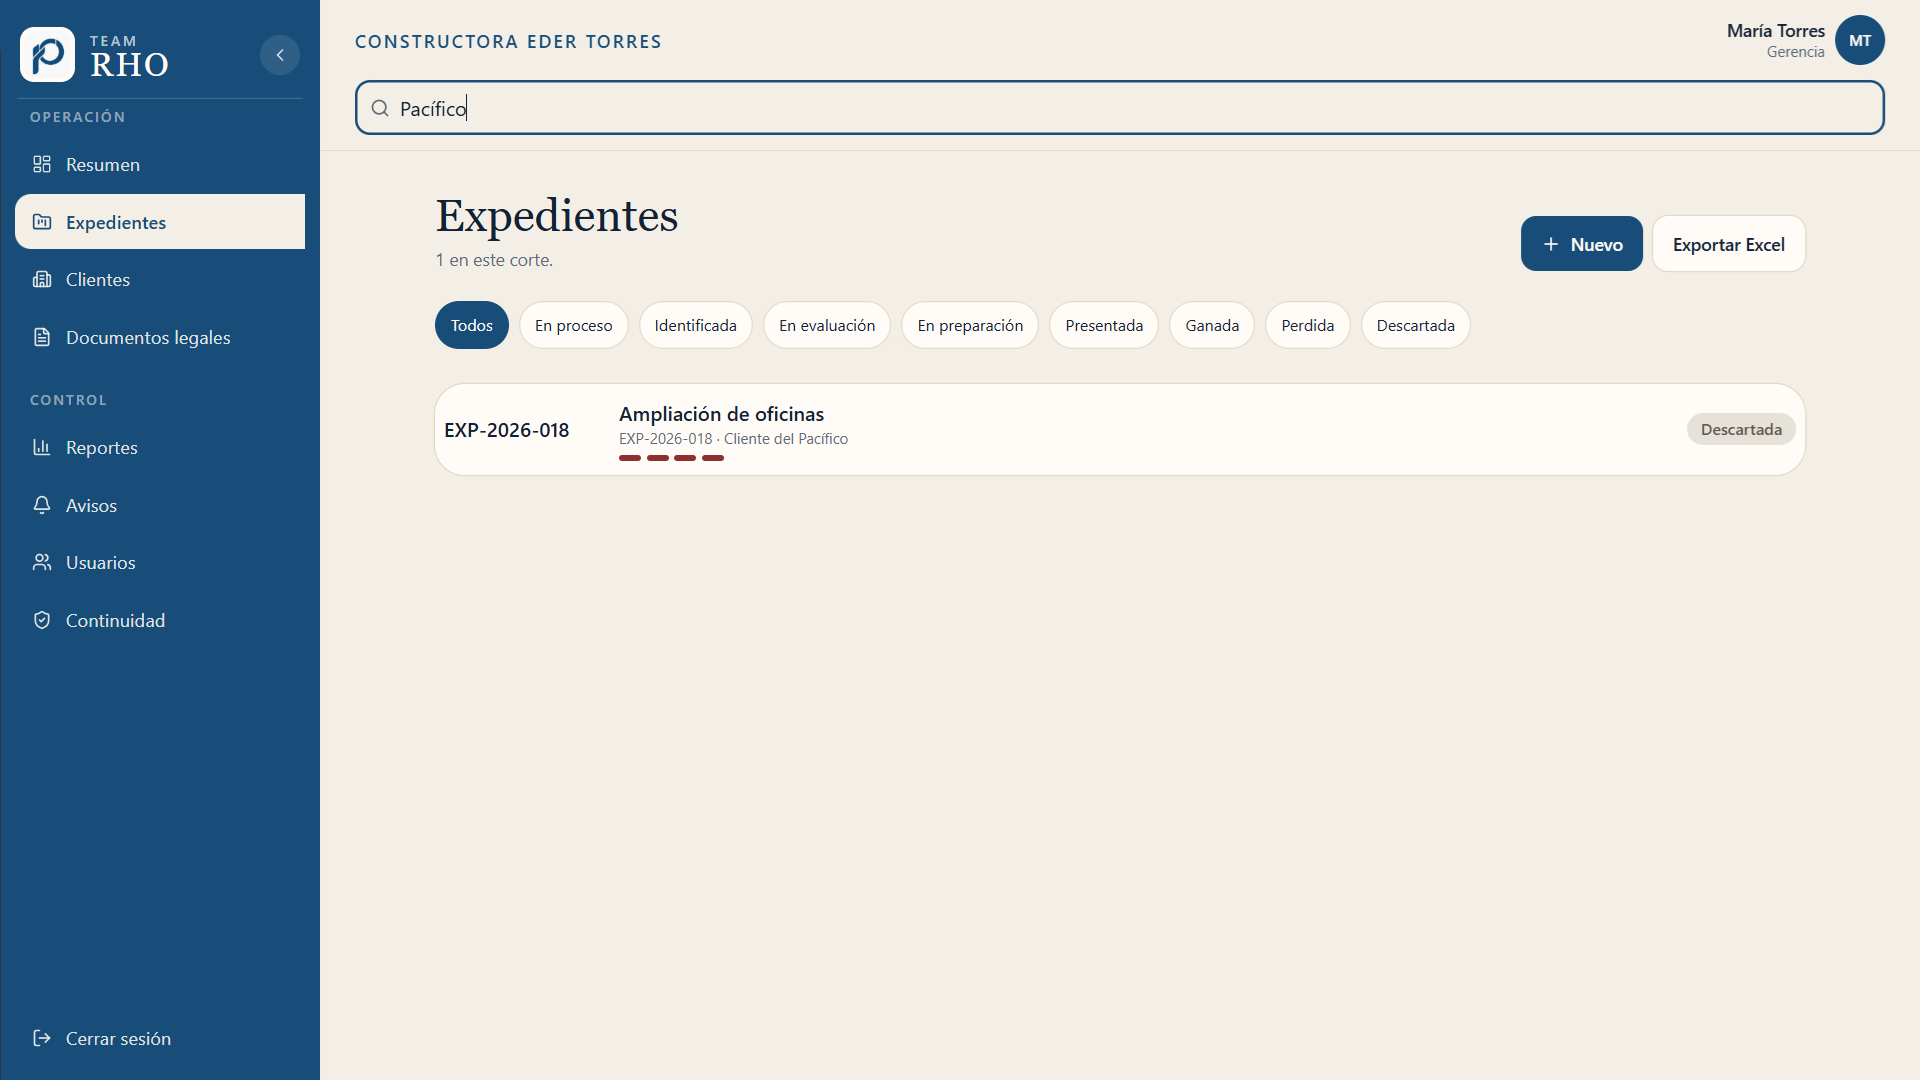 TEAM
RHO
OPERACIÓN
Resumen
Expedientes
Clientes
Documentos legales
CONTROL
Reportes
Avisos
Usuarios
Continuidad
Cerrar sesión
CONSTRUCTORA EDER TORRES
María Torres
Gerencia
MT
Pacífico
Expedientes
1 en este corte.
+ Nuevo
Exportar Excel
Todos
En proceso
Identificada
En evaluación
En preparación
Presentada
Ganada
Perdida
Descartada
EXP-2026-018
Ampliación de oficinas
EXP-2026-018 · Cliente del Pacífico
Descartada